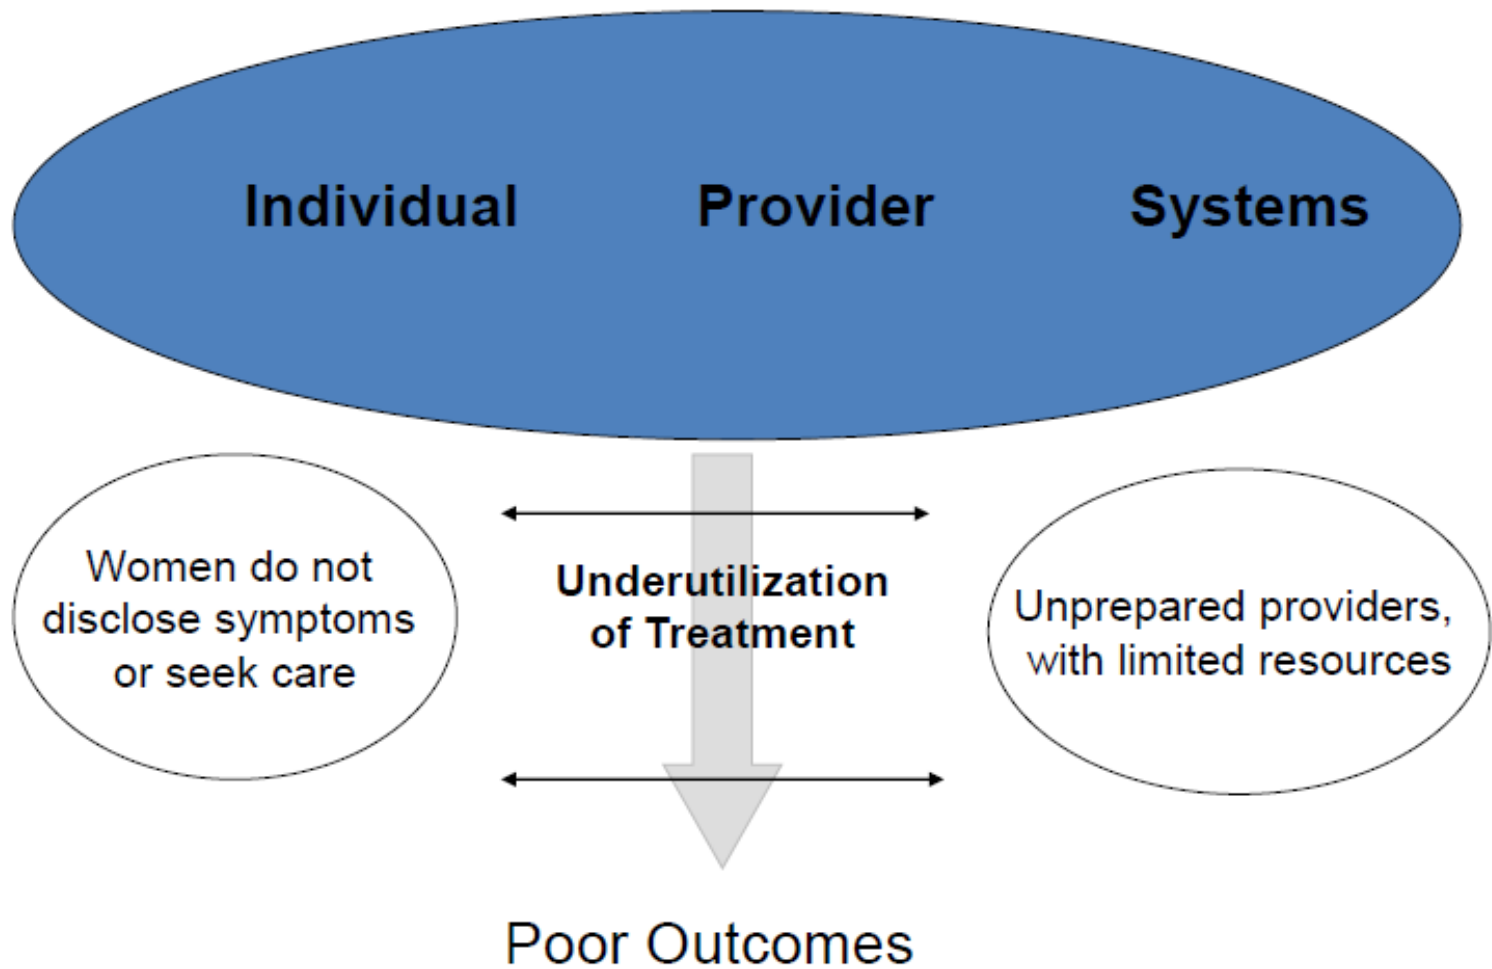 Individual Provider Systems
Women do not
disclose symptoms
or seek care
Underutilization
of Treatment
Unprepared providers,
with limited resources
Poor Outcomes